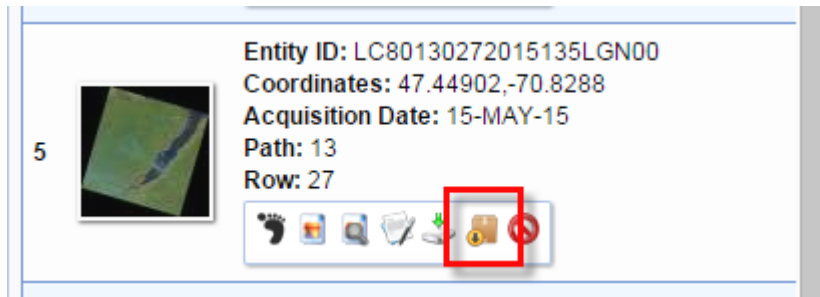 Entity ID: LC80130272015135LGN00
Coordinates: 47.44902,-70.8288
Acquisition Date: 15-MAY-15
5
Path: 13
Row: 27